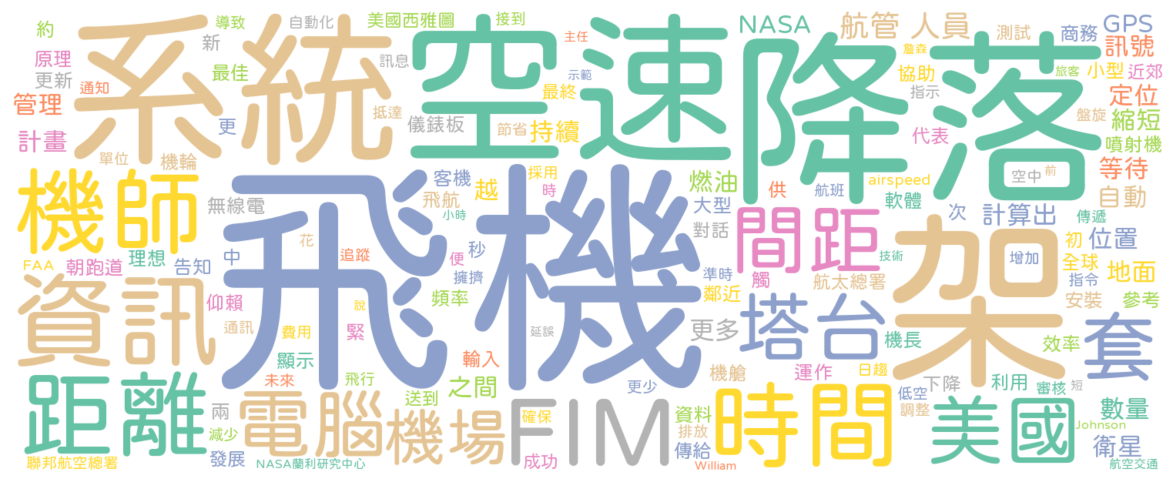 約
導致
自動化
美國西雅圖
接到
NASA
航管
人員
測試
商務
GPS
主任
詹森
原理
新
訊息
示範
協助
旅客
小型
近郊
訊號
更新
最佳
系統
空速
降落
通知
抵達
最終
指示
定位
管理
更
儀錶板
節省
持續
代表
盤旋
縮短
計畫
噴射機
單位
機輪
客機
採用
燃油
供
航班
airspeed
空中
前
等待
機師
飛機
飛航
越
時
大型
軟體
自動
無線電
小時
次
計算出
傳遞
花
對話
間距
架
初
位置
FAA
朝跑道
理想
告知
中
追蹤
秒
便
擁擠
準時
技術
增加
全球
地面
頻率
鄰近
觸
航太總署
指令
安裝
參考
資訊
仰賴
說
通訊
費用
緊
延誤
更多
塔台
機長
套
效率
顯示
輸入
機艙
運作
日趨
距離
未來
飛行
之間
更少
低空
下降
利用
審核
短
兩
電腦
送到
機場
FIM
確保
資料
時間
調整
美國
數量
減少
排放
傳給
Johnson
衛星
聯邦航空總署
發展
NASA蘭利研究中心
成功
William
航空交通